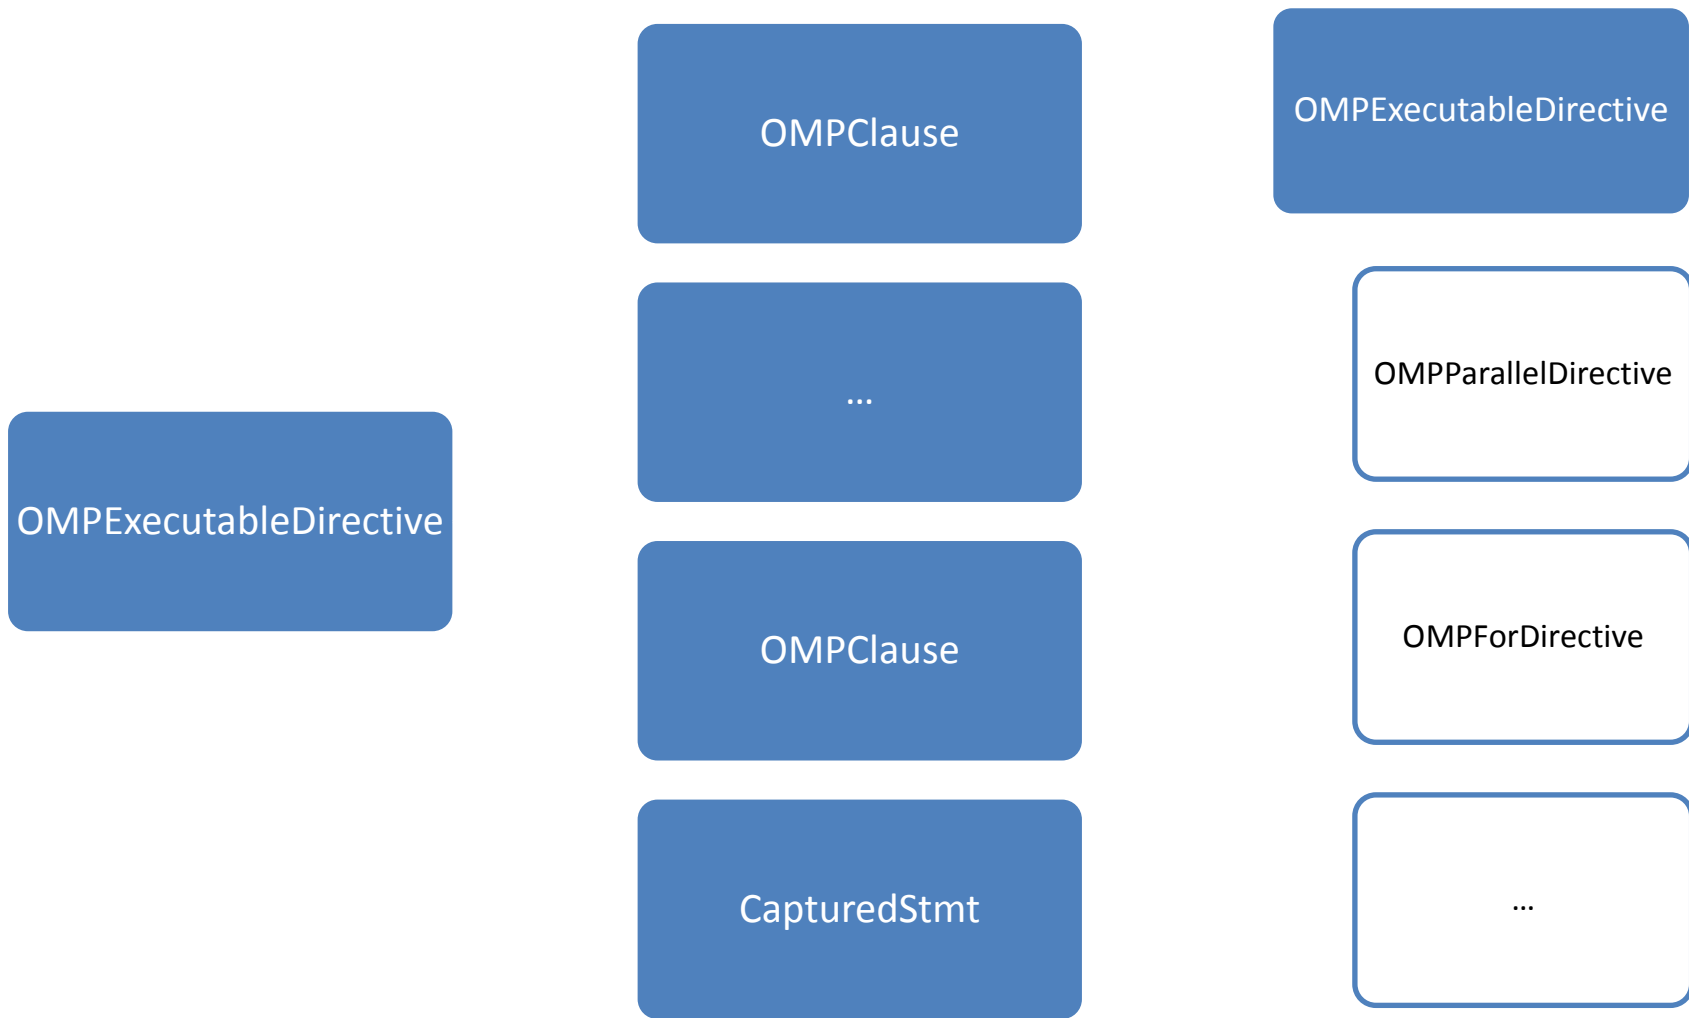 OMPExecutableDirective
OMPClause
...
OMPClause
CapturedStmt
OMPExecutableDirective
OMPParallelDirective
OMPForDirective
...